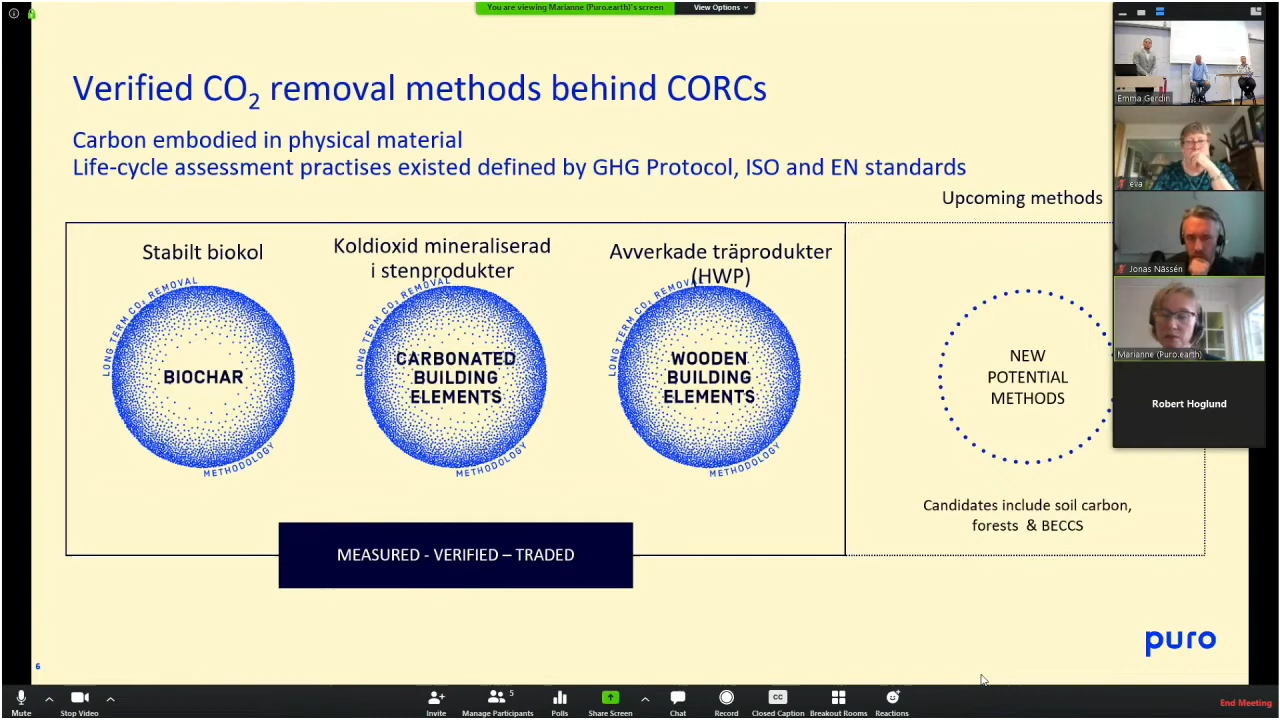 You are viewing Marianne (Puro.earth)'s screen
View Options
Verified CO₂ removal methods behind CORCs
Carbon embodied in physical material
Life-cycle assessment practises existed defined by GHG Protocol, ISO and EN standards
Upcoming methods
Stabilt biokol
LONG TERM CO₂ REMOVAL
BIOCHAR
METHODOLOGY
Koldioxid mineraliserad
i stenprodukter
LONG TERM CO₂ REMOVAL
CARBONATED
BUILDING
ELEMENTS
METHODOLOGY
Avverkade träprodukter
(HWP)
LONG TERM CO₂ REMOVAL
WOODEN
BUILDING
ELEMENTS
METHODOLOGY
NEW
POTENTIAL
METHODS
Candidates include soil carbon,
forests & BECCS
MEASURED - VERIFIED – TRADED
puro
6
Emma Gerdin
eva
Jonas Nässén
Marianne (Puro.earth)
Robert Hoglund
Mute
Stop Video
Invite
5
Manage Participants
Polls
Share Screen
Chat
Record
CC
Closed Caption
Breakout Rooms
Reactions
End Meeting